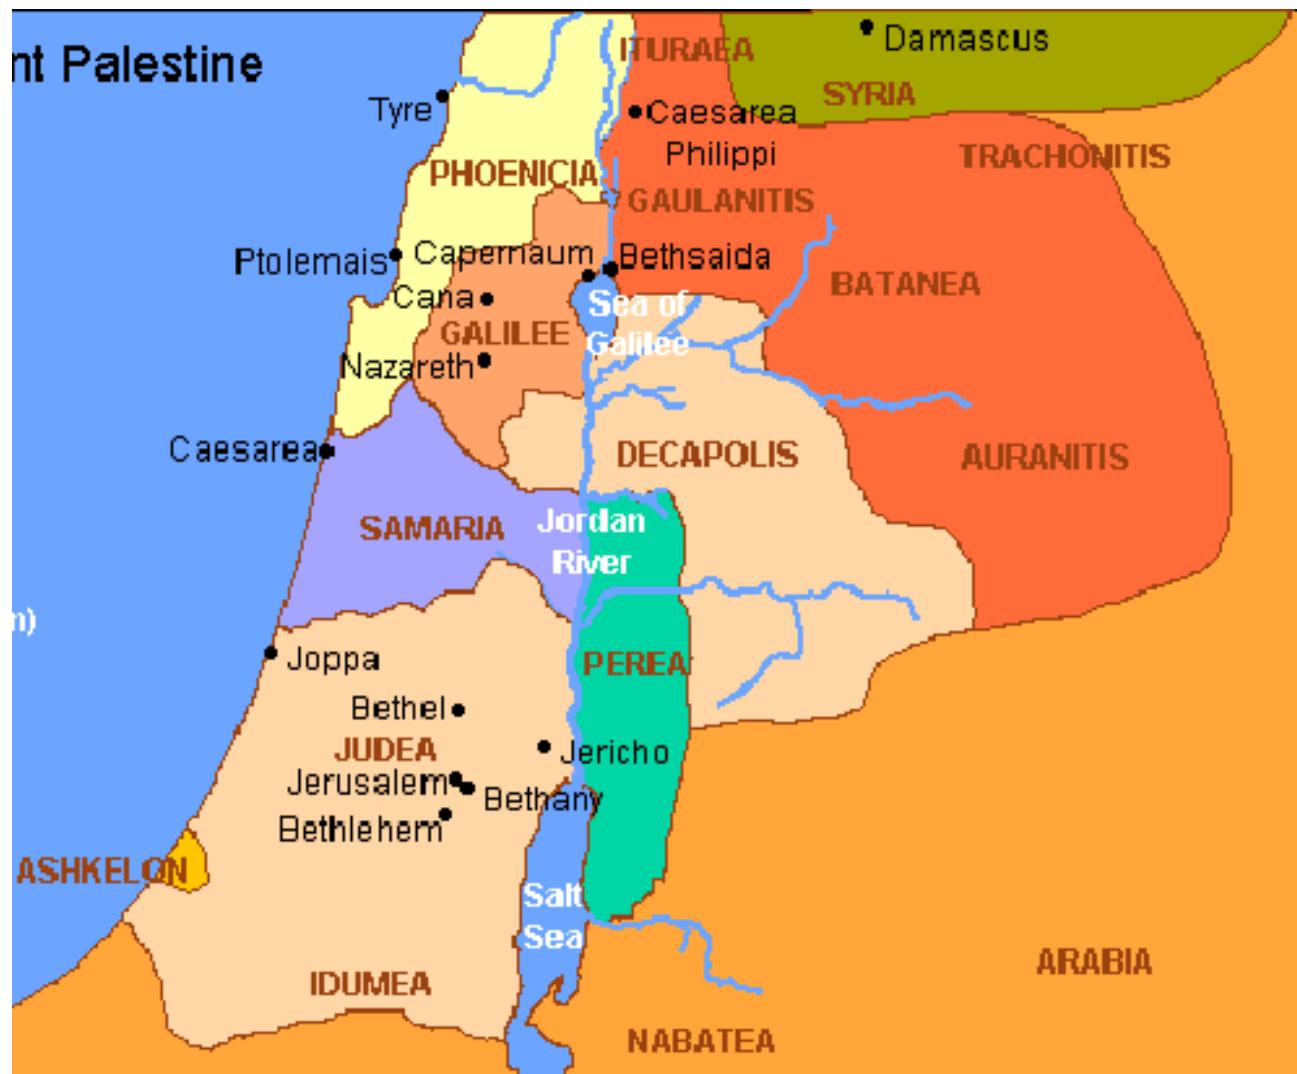 nt Palestine
Damascus
ITURAEA
SYRIA
Tyre
Caesarea
Philippi
TRACHONITIS
PHOENICIA
GAULANITIS
Ptolemais
Capernaum
Bethsaida
BATANEA
Cana
Sea of
Galilee
GALILEE
Nazareth
Caesarea
DECAPOLIS
AURANITIS
SAMARIA
Jordan
River
n)
Joppa
PEREA
Bethel
JUDEA
Jericho
Jerusalem
Bethany
Bethlehem
ASHKELON
Salt
Sea
ARABIA
IDUMEA
NABATEA